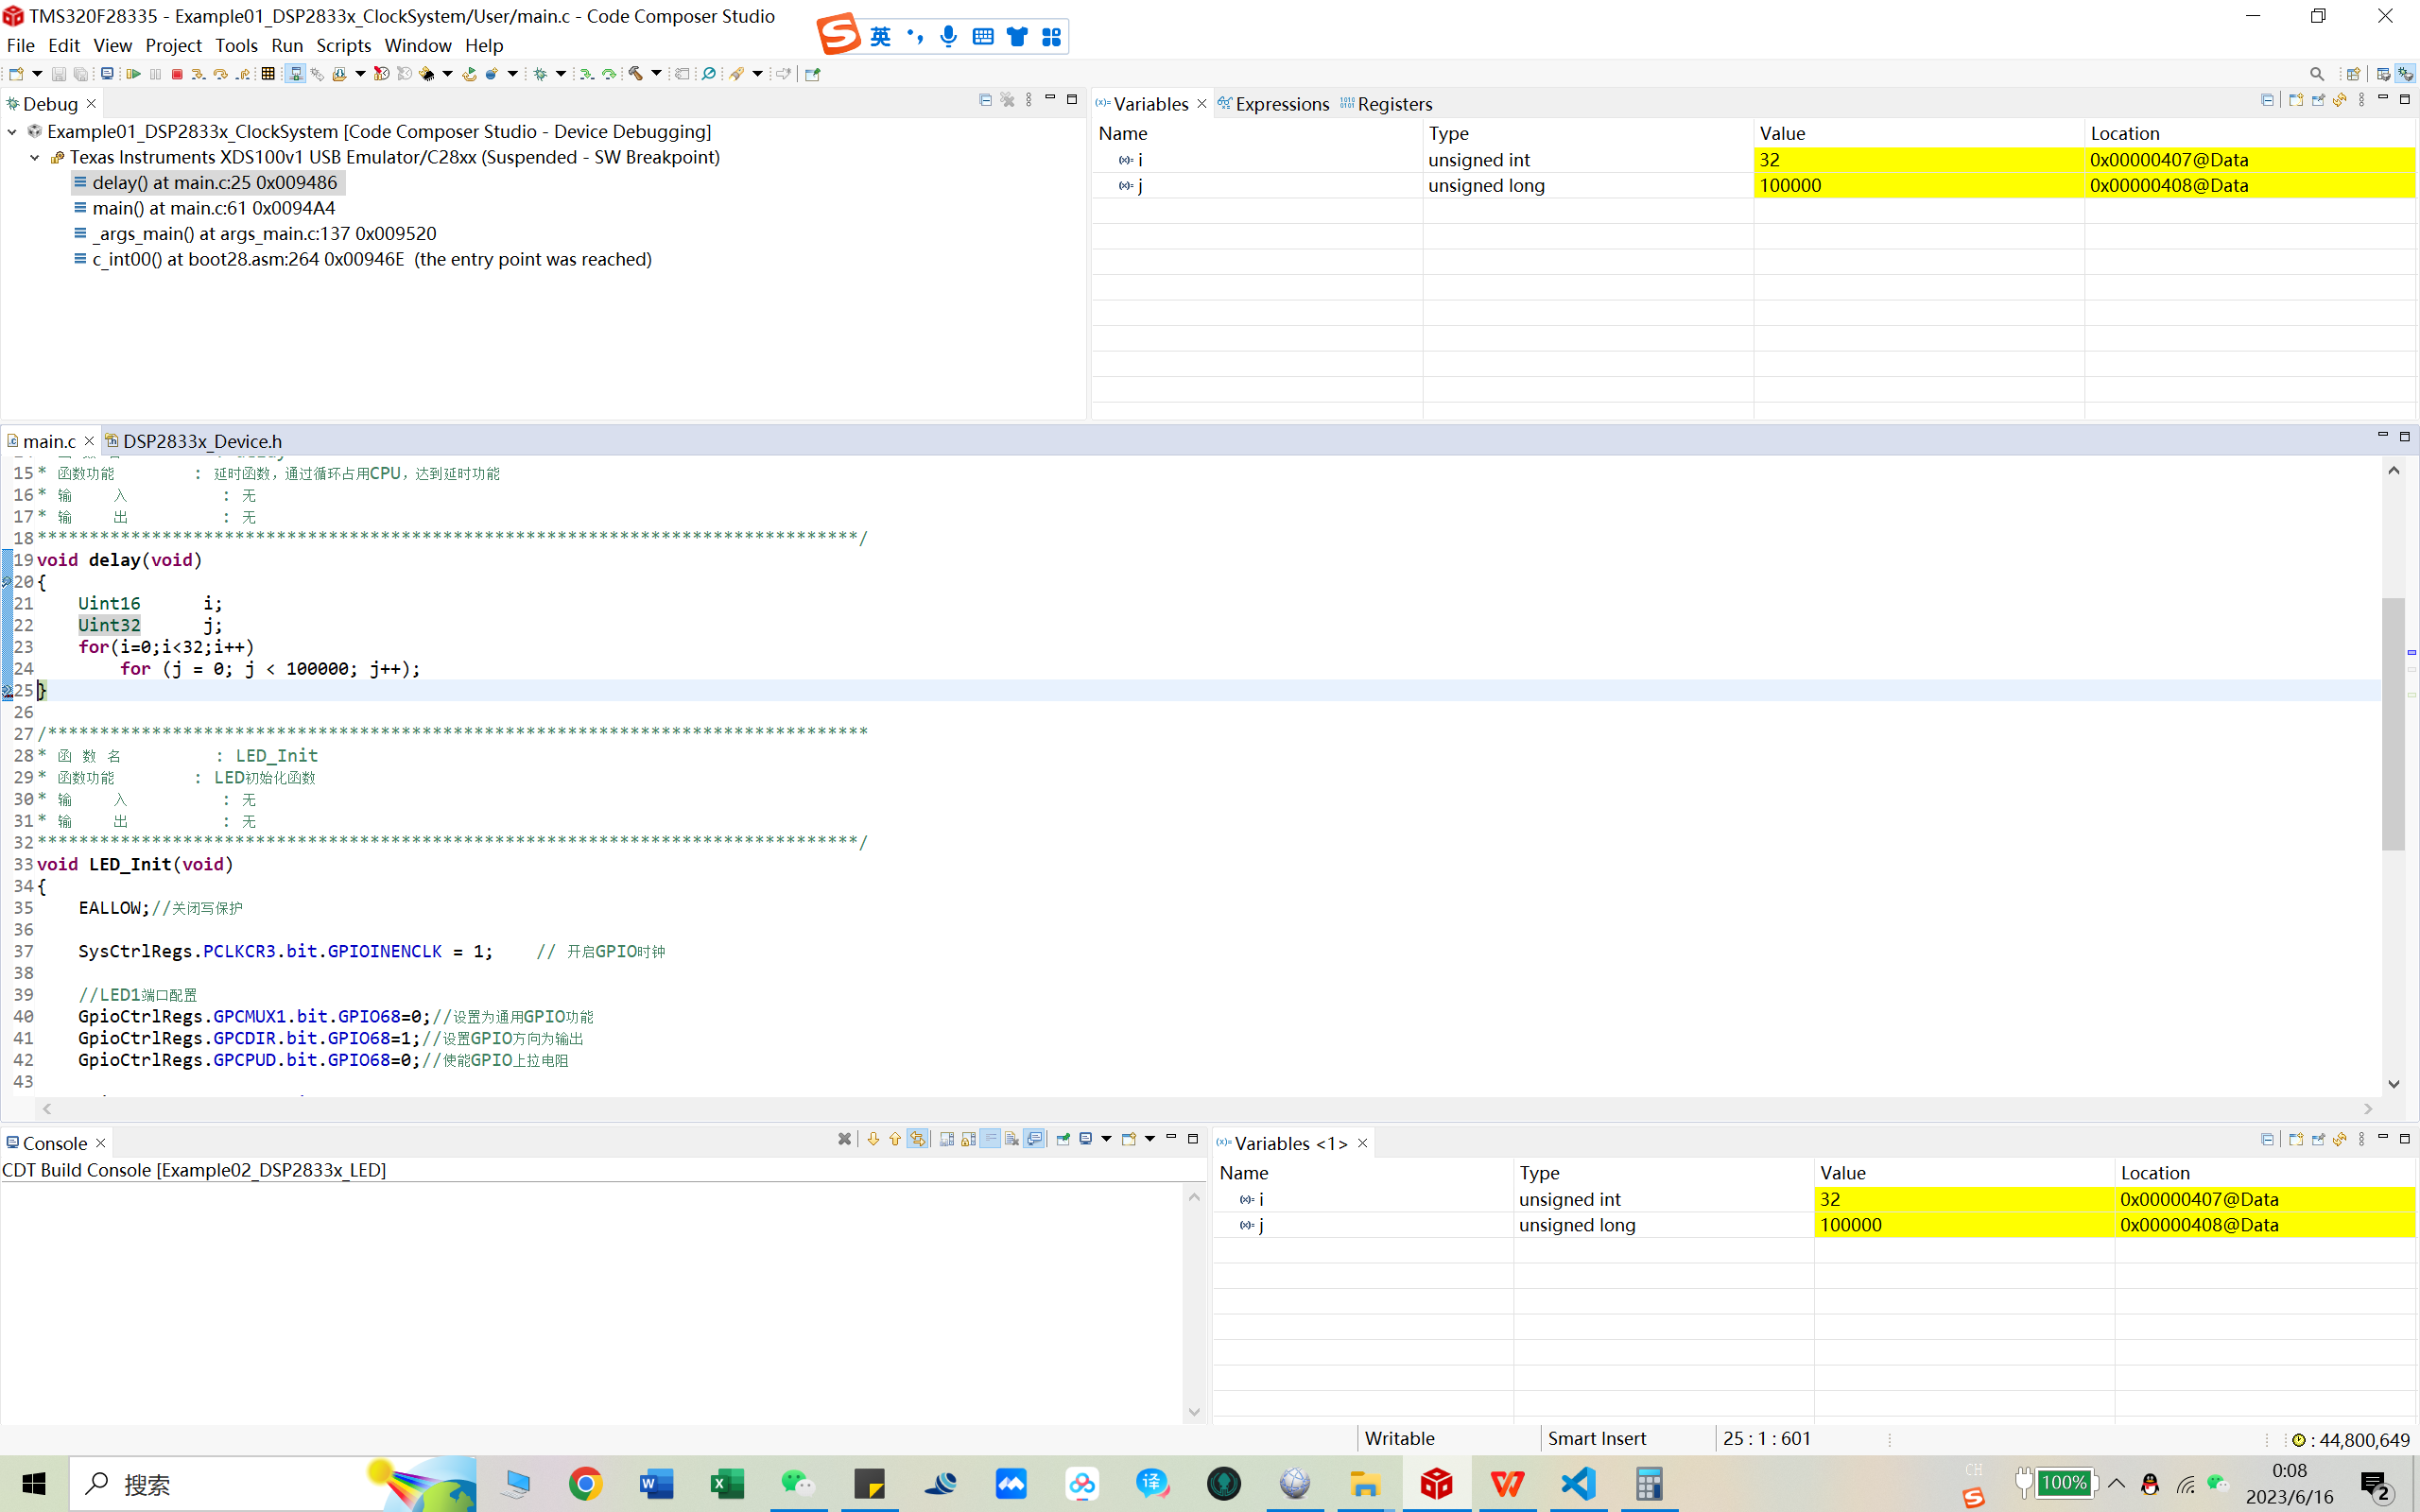 TMS320F28335 - Example01_DSP2833x_ClockSystem/User/main.c - Code Composer Studio
英
File Edit View Project Tools Run Scripts Window Help
Debug
Example01_DSP2833x_ClockSystem [Code Composer Studio - Device Debugging]
Texas Instruments XDS100v1 USB Emulator/C28xx (Suspended - SW Breakpoint)
delay() at main.c:25 0x009486
main() at main.c:61 0x0094A4
_args_main() at args_main.c:137 0x009520
c_int00() at boot28.asm:264 0x00946E (the entry point was reached)
Variables Expressions Registers
Name Type Value Location
i unsigned int 32 0x00000407@Data
j unsigned long 100000 0x00000408@Data
main.c DSP2833x_Device.h
15 * 函数功能 : 延时函数，通过循环占用CPU，达到延时功能
16 * 输 入 : 无
17 * 输 出 : 无
18 *******************************************************************************/
19 void delay(void)
20 {
21 Uint16 i;
22 Uint32 j;
23 for(i=0;i<32;i++)
24 for (j = 0; j < 100000; j++);
25 }
26
27 /*******************************************************************************
28 * 函 数 名 : LED_Init
29 * 函数功能 : LED初始化函数
30 * 输 入 : 无
31 * 输 出 : 无
32 *******************************************************************************/
33 void LED_Init(void)
34 {
35 EALLOW;//关闭写保护
36
37 SysCtrlRegs.PCLKCR3.bit.GPIOINENCLK = 1; // 开启GPIO时钟
38
39 //LED1端口配置
40 GpioCtrlRegs.GPCMUX1.bit.GPIO68=0;//设置为通用GPIO功能
41 GpioCtrlRegs.GPCDIR.bit.GPIO68=1;//设置GPIO方向为输出
42 GpioCtrlRegs.GPCPUD.bit.GPIO68=0;//使能GPIO上拉电阻
43
Console
CDT Build Console [Example02_DSP2833x_LED]
Variables <1>
Name Type Value Location
i unsigned int 32 0x00000407@Data
j unsigned long 100000 0x00000408@Data
Writable Smart Insert 25 : 1 : 601 : 44,800,649
搜索
CH
100%
0:08
2023/6/16
2